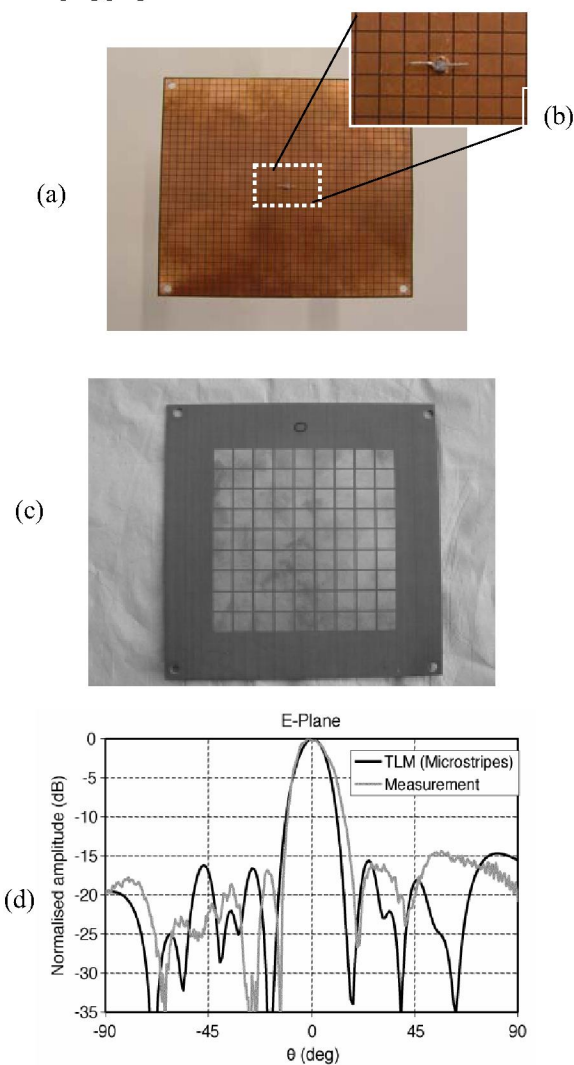 (a)
(b)
(c)
(d)
E-Plane
TLM (Microstripes)
Measurement
Normalised amplitude (dB)
0
-5
-10
-15
-20
-25
-30
-35
-90
-45
0
45
90
θ (deg)